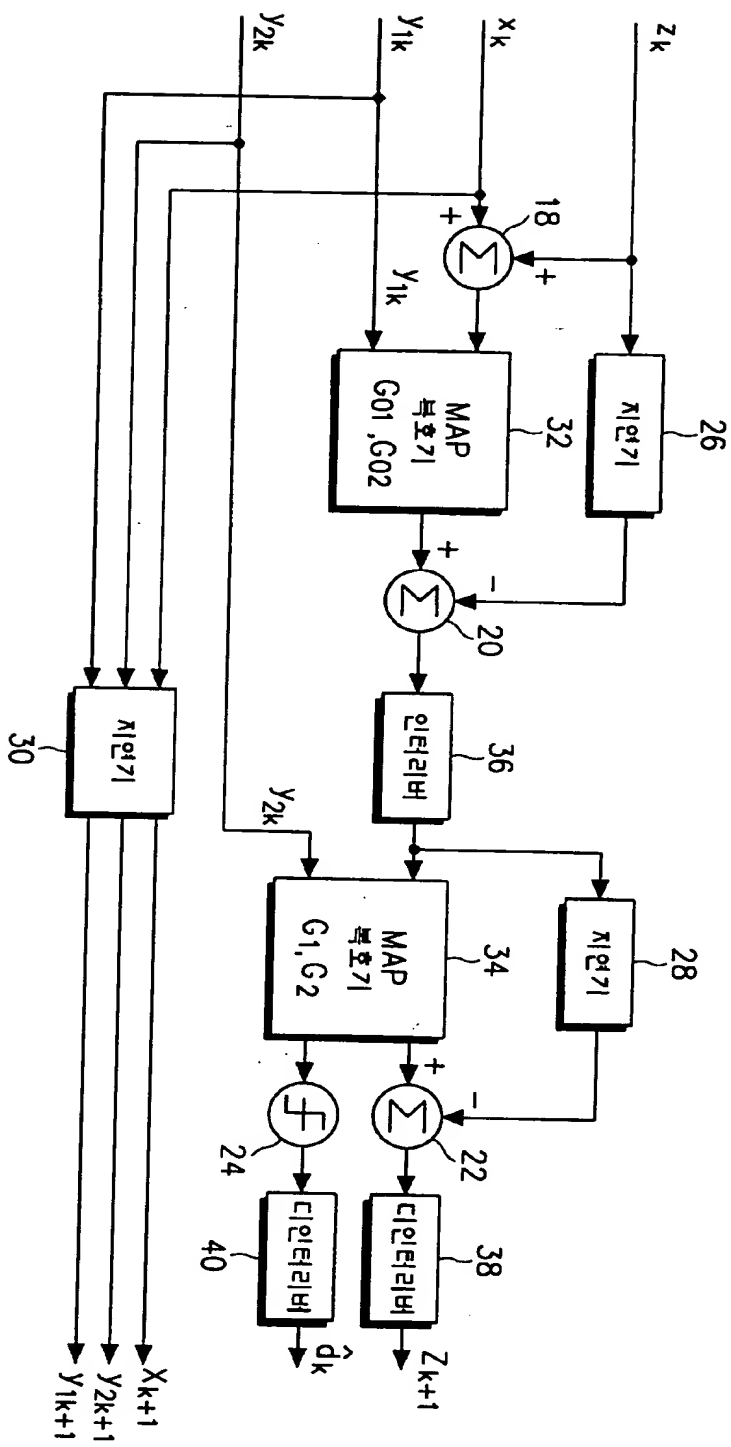 z_k
x_k
y_1k
y_2k
18
+
+
y_1k
지연기
26
MAP
복호기
G01,G02
32
+
-
Σ
20
Σ
인터리버
36
지연기
30
y_2k
지연기
28
MAP
복호기
G1,G2
34
+
-
Σ
22
24
디인터리버
38
디인터리버
40
Z_k+1
d̂_k
X_k+1
y_2k+1
y_1k+1